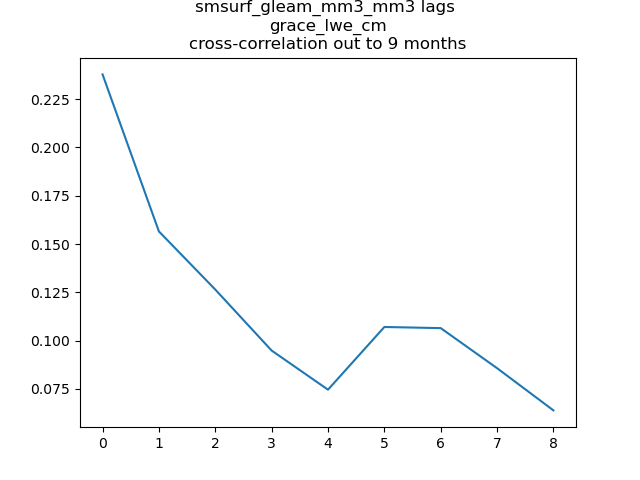 smsurf_gleam_mm3_mm3 lags
grace_lwe_cm
cross-correlation out to 9 months
0.225
0.200
0.175
0.150
0.125
0.100
0.075
0 1 2 3 4 5 6 7 8